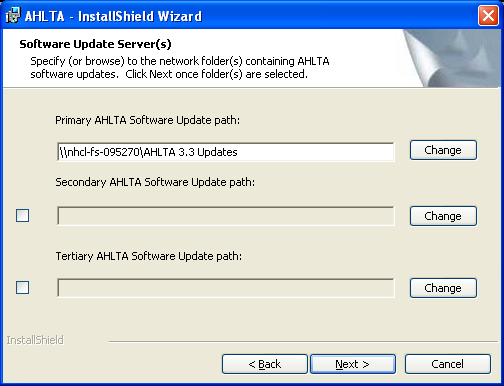 AHLTA - InstallShield Wizard
Software Update Server(s)
Specify (or browse) to the network folder(s) containing AHLTA
software updates. Click Next once folder(s) are selected.
Primary AHLTA Software Update path:
\\nhcl-fs-095270\AHLTA 3.3 Updates
Change
Secondary AHLTA Software Update path:
Change
Tertiary AHLTA Software Update path:
Change
InstallShield
< Back
Next >
Cancel